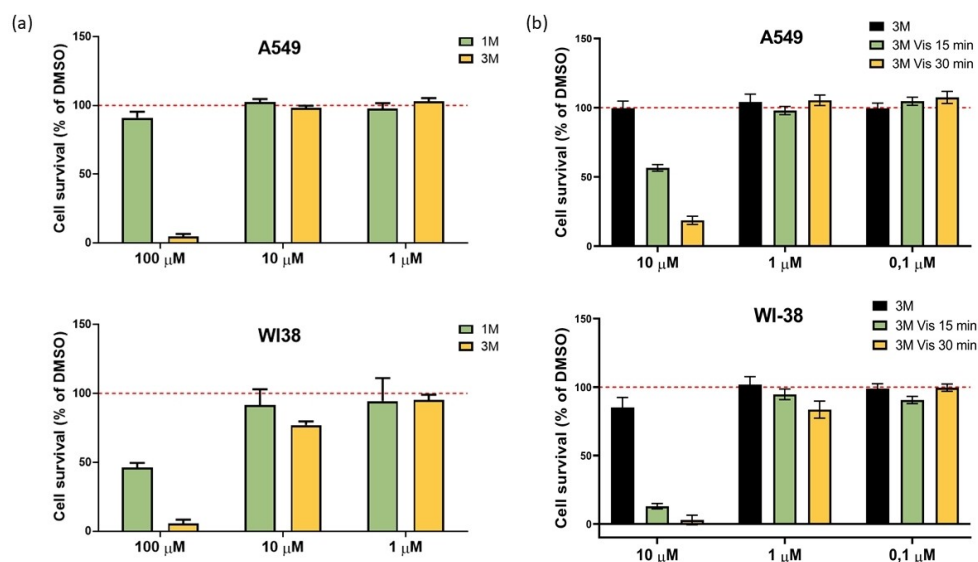 (a)
A549
1M
3M
Cell survival (% of DMSO)
150
100
50
0
100 μM
10 μM
1 μM
(b)
A549
3M
3M Vis 15 min
3M Vis 30 min
Cell survival (% of DMSO)
150
100
50
0
10 μM
1 μM
0,1 μM
WI38
1M
3M
Cell survival (% of DMSO)
150
100
50
0
100 μM
10 μM
1 μM
WI-38
3M
3M Vis 15 min
3M Vis 30 min
Cell survival (% of DMSO)
150
100
50
0
10 μM
1 μM
0,1 μM